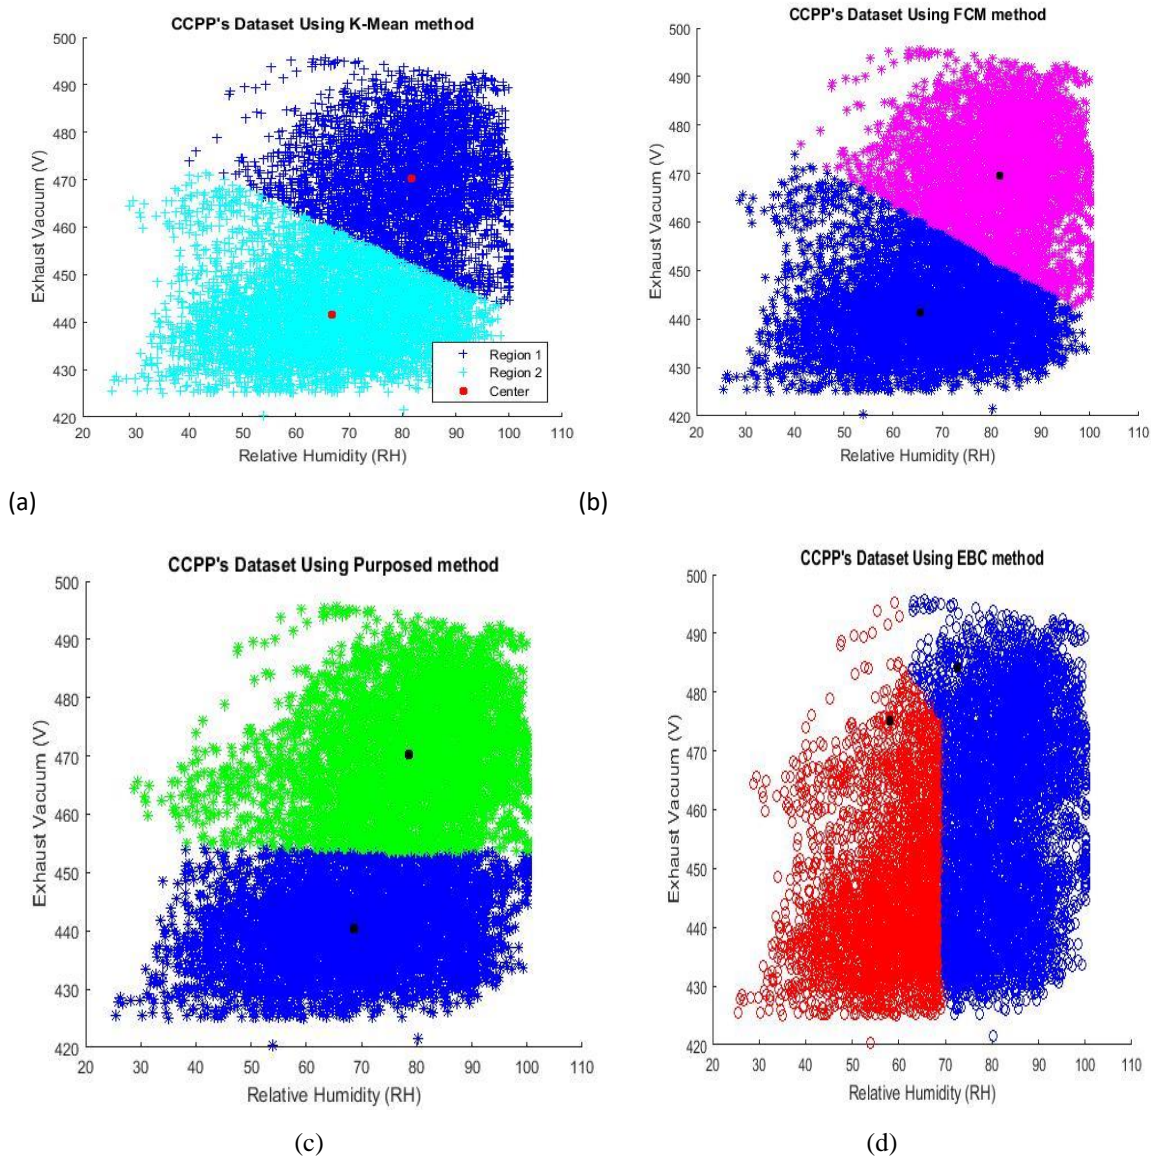 CCPP's Dataset Using K-Mean method
500
490
480
470
460
450
440
430
420
Exhaust Vacuum (V)
20 30 40 50 60 70 80 90 100 110
Relative Humidity (RH)
Region 1
Region 2
Center
(a)
CCPP's Dataset Using FCM method
500
490
480
470
460
450
440
430
420
Exhaust Vacuum (V)
20 30 40 50 60 70 80 90 100 110
Relative Humidity (RH)
(b)
CCPP's Dataset Using Purposed method
500
490
480
470
460
450
440
430
420
Exhaust Vacuum (V)
20 30 40 50 60 70 80 90 100 110
Relative Humidity (RH)
(c)
CCPP's Dataset Using EBC method
500
490
480
470
460
450
440
430
420
Exhaust Vacuum (V)
20 30 40 50 60 70 80 90 100 110
Relative Humidity (RH)
(d)